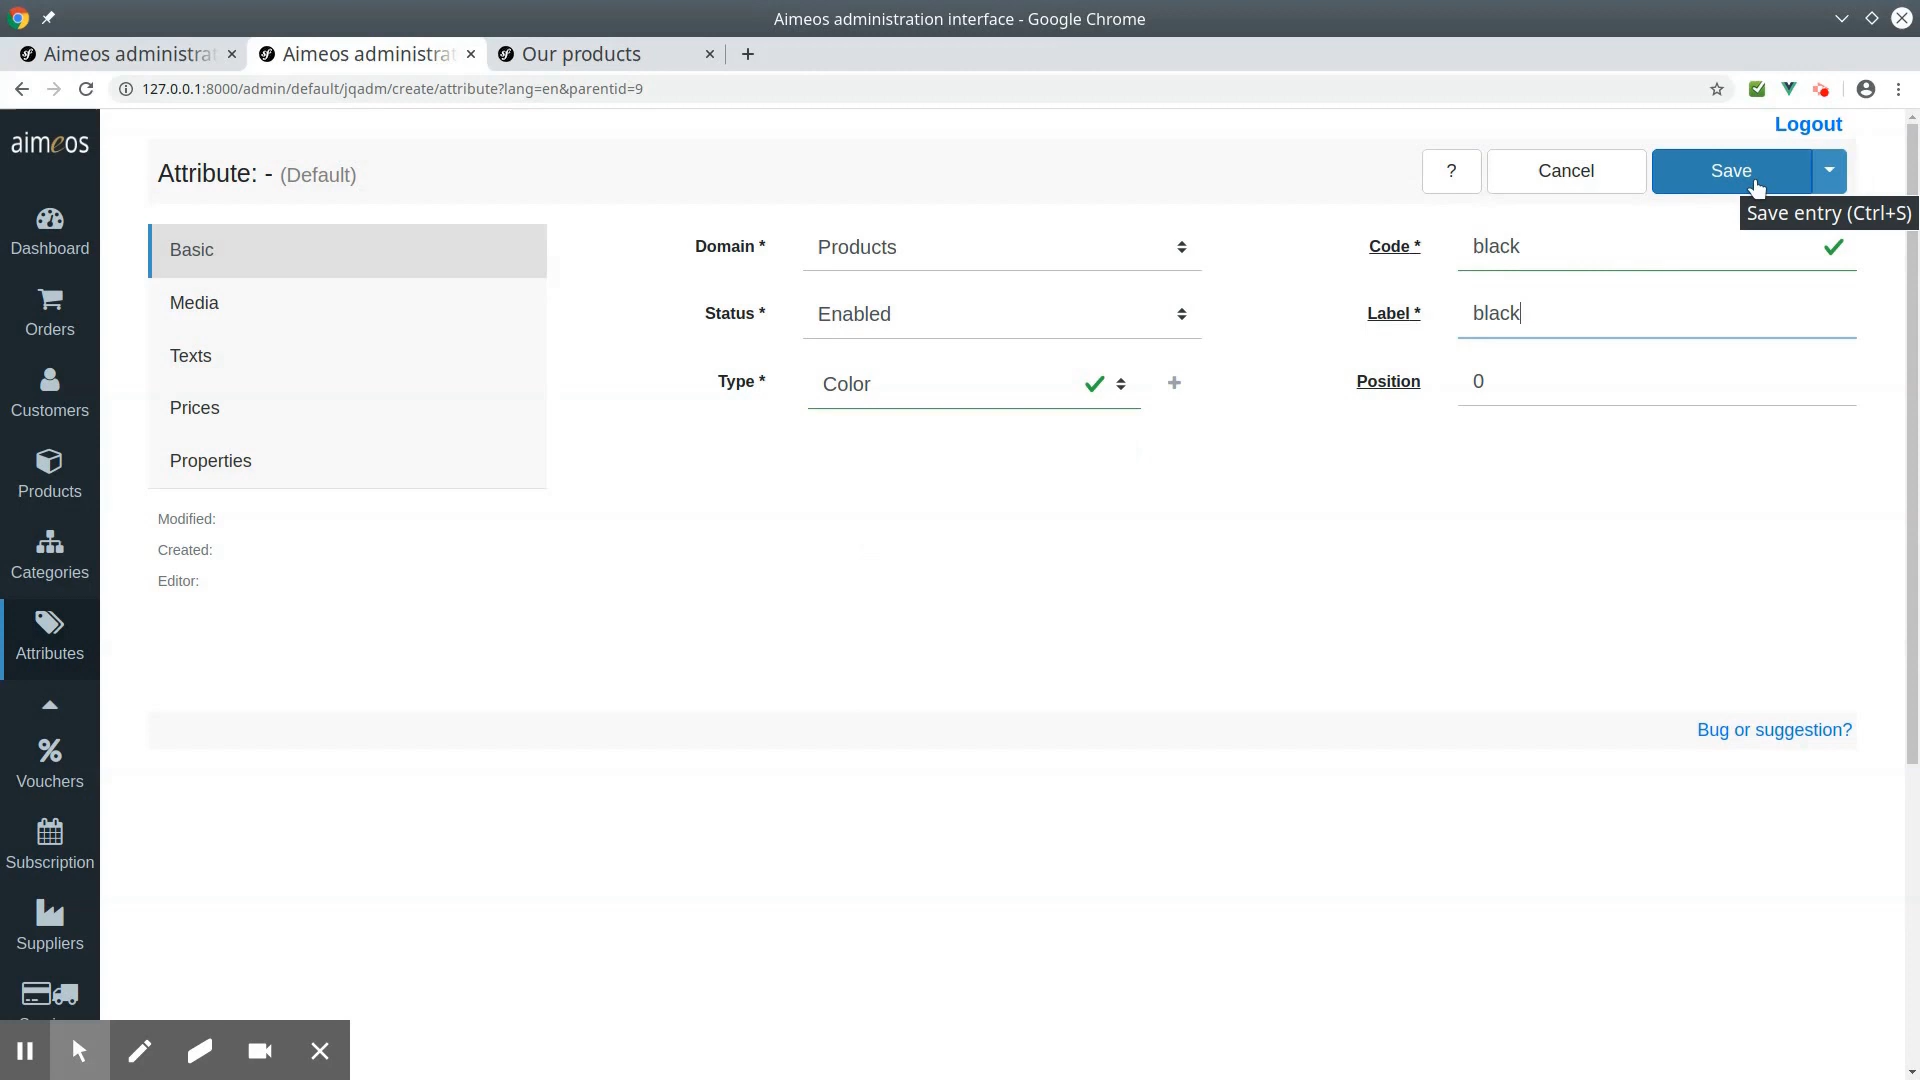 Aimeos administration interface - Google Chrome
Aimeos administrat
Aimeos administrat
Our products
127.0.0.1:8000/admin/default/jqadm/create/attribute?lang=en&parentid=9
aimeos
Logout
Attribute: - (Default)
?
Cancel
Save
Save entry (Ctrl+S)
Dashboard
Orders
Customers
Products
Categories
Attributes
Vouchers
Subscription
Suppliers
Basic
Media
Texts
Prices
Properties
Modified:
Created:
Editor:
Domain * Products
Status * Enabled
Type * Color
Code * black
Label * black
Position 0
Bug or suggestion?